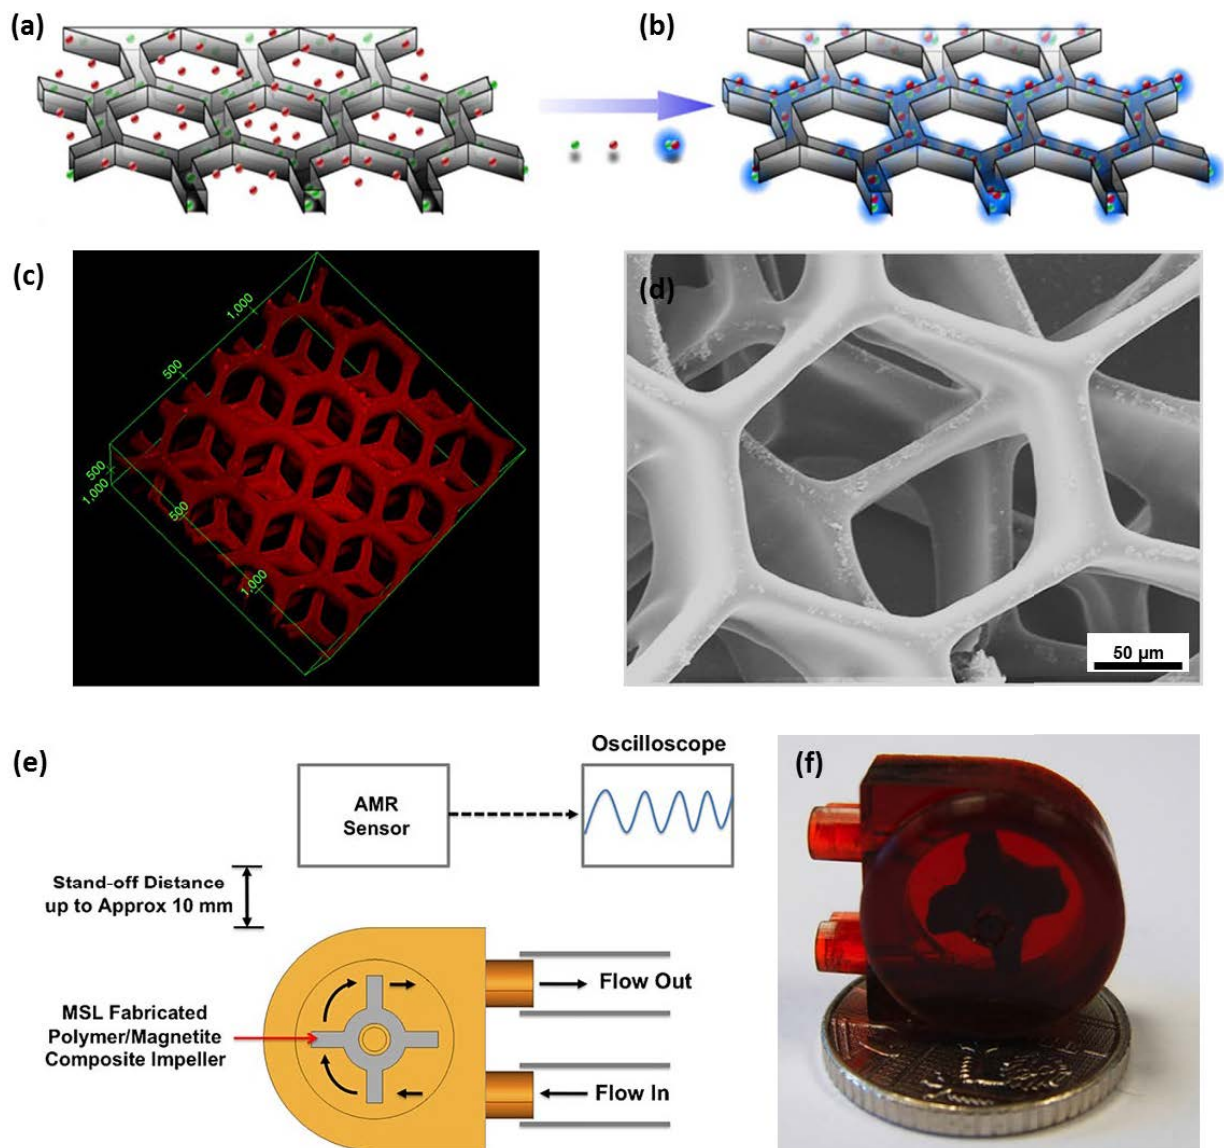 (a)
(b)
(c)
1,000
500
500
1,000
500
1,000
(d)
50 µm
(e)
Oscilloscope
AMR
Sensor
Stand-off Distance
up to Approx 10 mm
Flow Out
MSL Fabricated
Polymer/Magnetite
Composite Impeller
Flow In
(f)